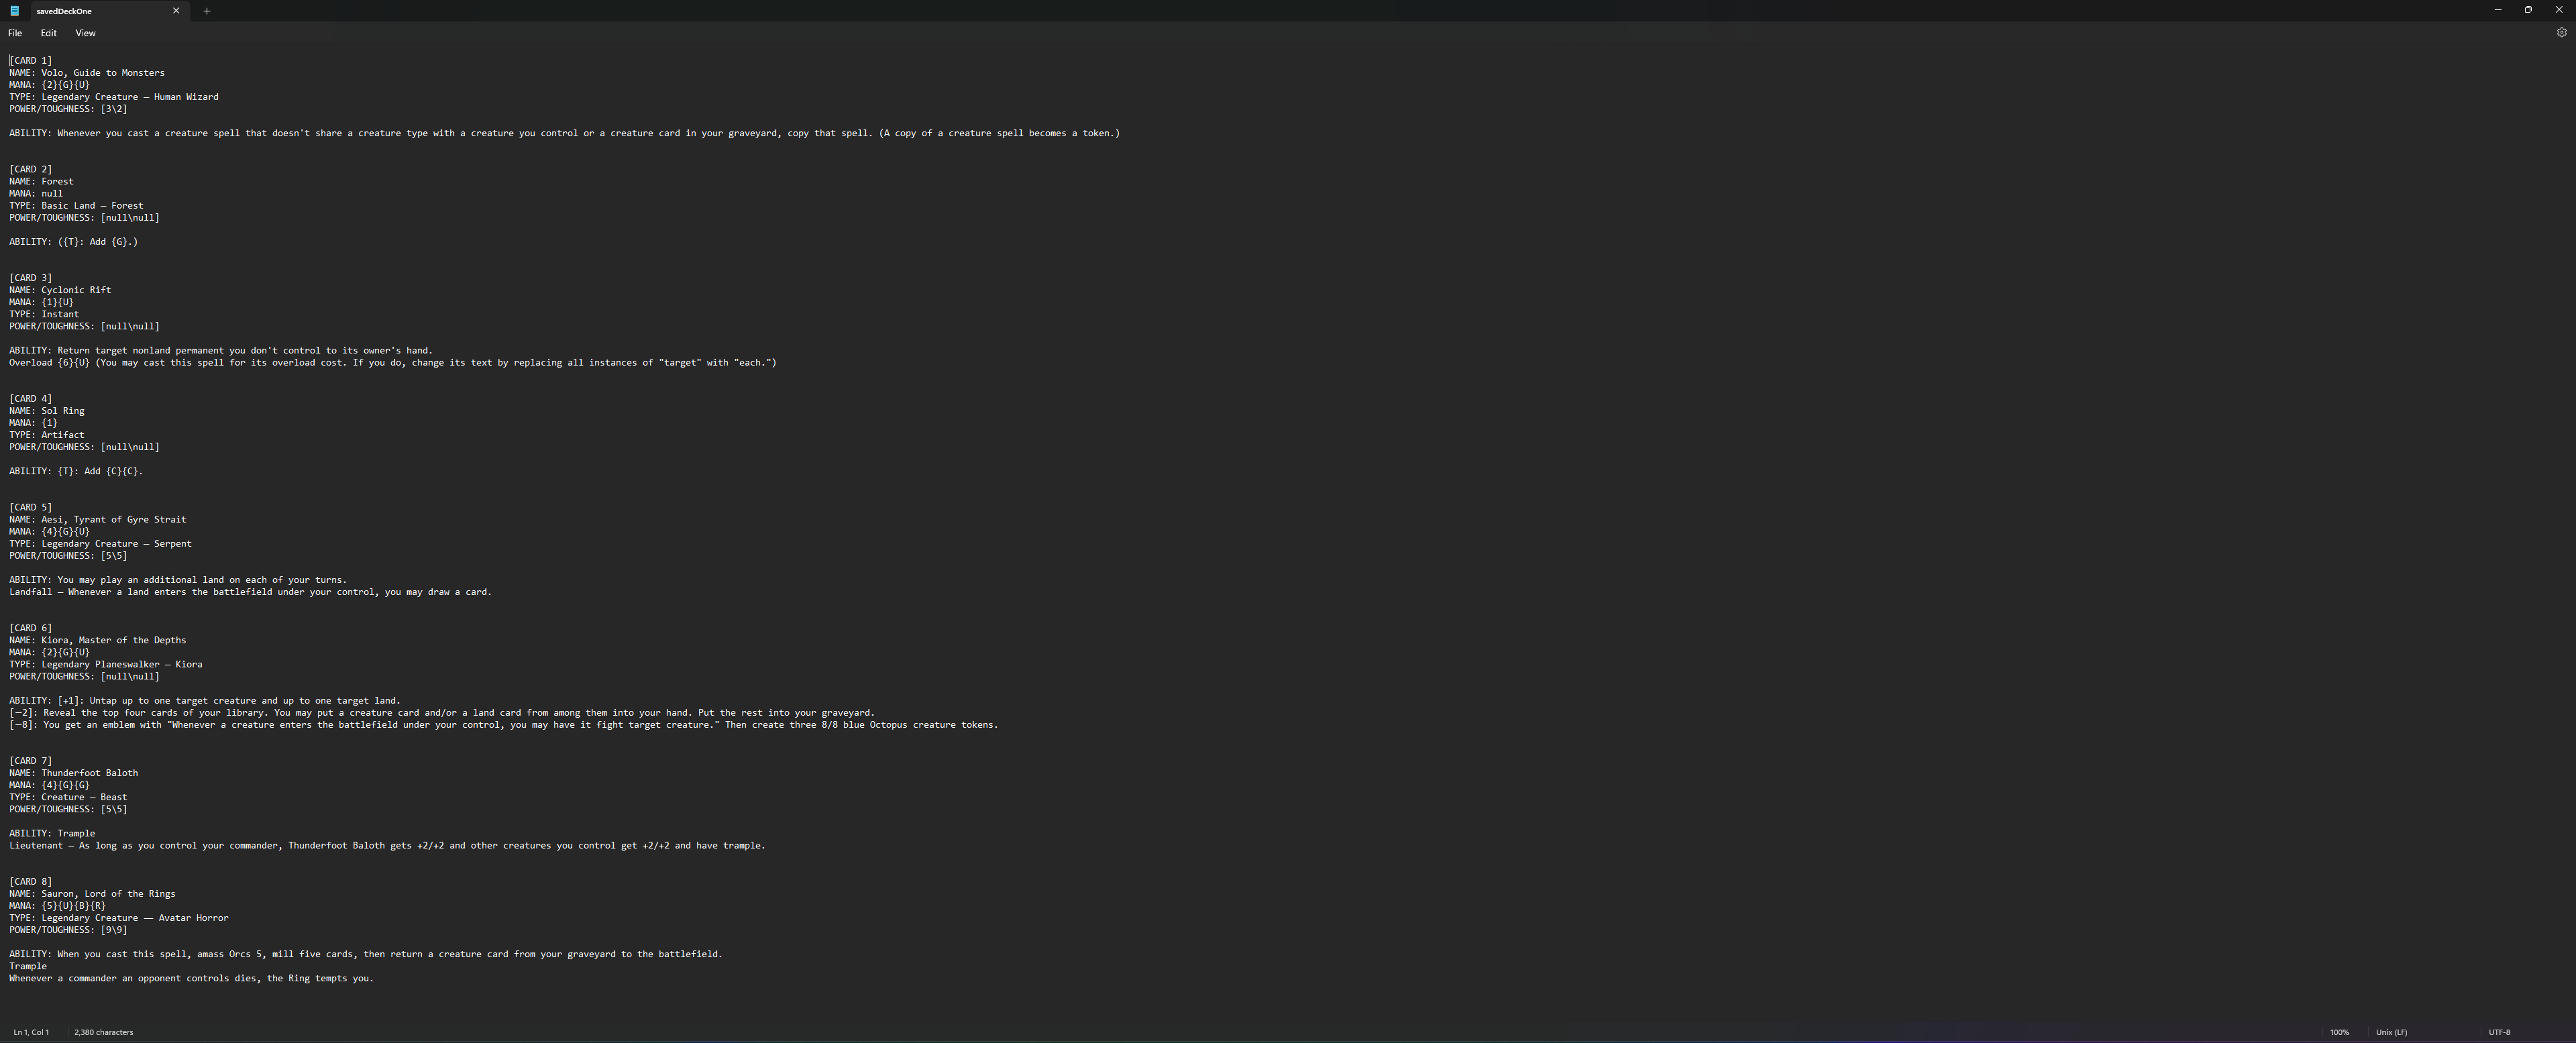 savedDeckOne
File Edit View
[CARD 1]
NAME: Volo, Guide to Monsters
MANA: {2}{G}{U}
TYPE: Legendary Creature — Human Wizard
POWER/TOUGHNESS: [3\2]
ABILITY: Whenever you cast a creature spell that doesn't share a creature type with a creature you control or a creature card in your graveyard, copy that spell. (A copy of a creature spell becomes a token.)
[CARD 2]
NAME: Forest
MANA: null
TYPE: Basic Land — Forest
POWER/TOUGHNESS: [null\null]
ABILITY: ({T}: Add {G}.)
[CARD 3]
NAME: Cyclonic Rift
MANA: {1}{U}
TYPE: Instant
POWER/TOUGHNESS: [null\null]
ABILITY: Return target nonland permanent you don't control to its owner's hand.
Overload {6}{U} (You may cast this spell for its overload cost. If you do, change its text by replacing all instances of "target" with "each.")
[CARD 4]
NAME: Sol Ring
MANA: {1}
TYPE: Artifact
POWER/TOUGHNESS: [null\null]
ABILITY: {T}: Add {C}{C}.
[CARD 5]
NAME: Aesi, Tyrant of Gyre Strait
MANA: {4}{G}{U}
TYPE: Legendary Creature — Serpent
POWER/TOUGHNESS: [5\5]
ABILITY: You may play an additional land on each of your turns.
Landfall — Whenever a land enters the battlefield under your control, you may draw a card.
[CARD 6]
NAME: Kiora, Master of the Depths
MANA: {2}{G}{U}
TYPE: Legendary Planeswalker — Kiora
POWER/TOUGHNESS: [null\null]
ABILITY: [+1]: Untap up to one target creature and up to one target land.
[−2]: Reveal the top four cards of your library. You may put a creature card and/or a land card from among them into your hand. Put the rest into your graveyard.
[−8]: You get an emblem with "Whenever a creature enters the battlefield under your control, you may have it fight target creature." Then create three 8/8 blue Octopus creature tokens.
[CARD 7]
NAME: Thunderfoot Baloth
MANA: {4}{G}{G}
TYPE: Creature — Beast
POWER/TOUGHNESS: [5\5]
ABILITY: Trample
Lieutenant — As long as you control your commander, Thunderfoot Baloth gets +2/+2 and other creatures you control get +2/+2 and have trample.
[CARD 8]
NAME: Sauron, Lord of the Rings
MANA: {5}{U}{B}{R}
TYPE: Legendary Creature — Avatar Horror
POWER/TOUGHNESS: [9\9]
ABILITY: When you cast this spell, amass Orcs 5, mill five cards, then return a creature card from your graveyard to the battlefield.
Trample
Whenever a commander an opponent controls dies, the Ring tempts you.
Ln 1, Col 1 2,380 characters 100% Unix (LF) UTF-8